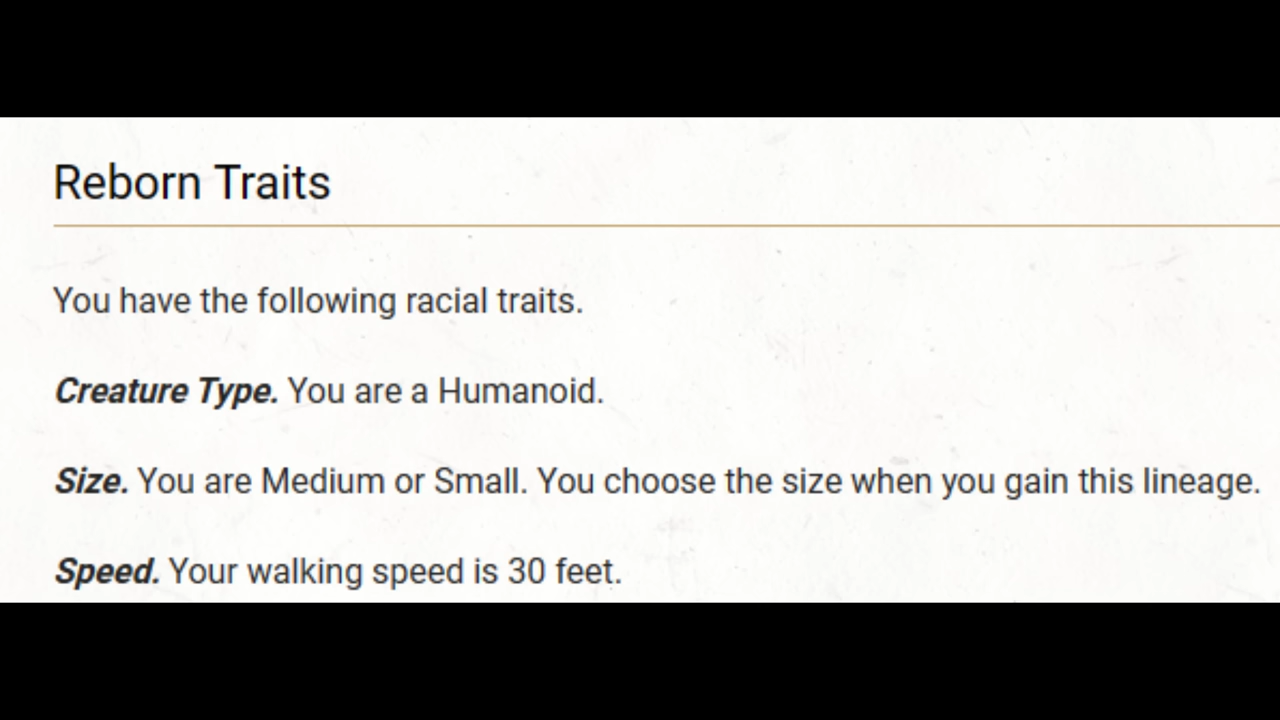 Reborn Traits
You have the following racial traits.
Creature Type. You are a Humanoid.
Size. You are Medium or Small. You choose the size when you gain this lineage.
Speed. Your walking speed is 30 feet.